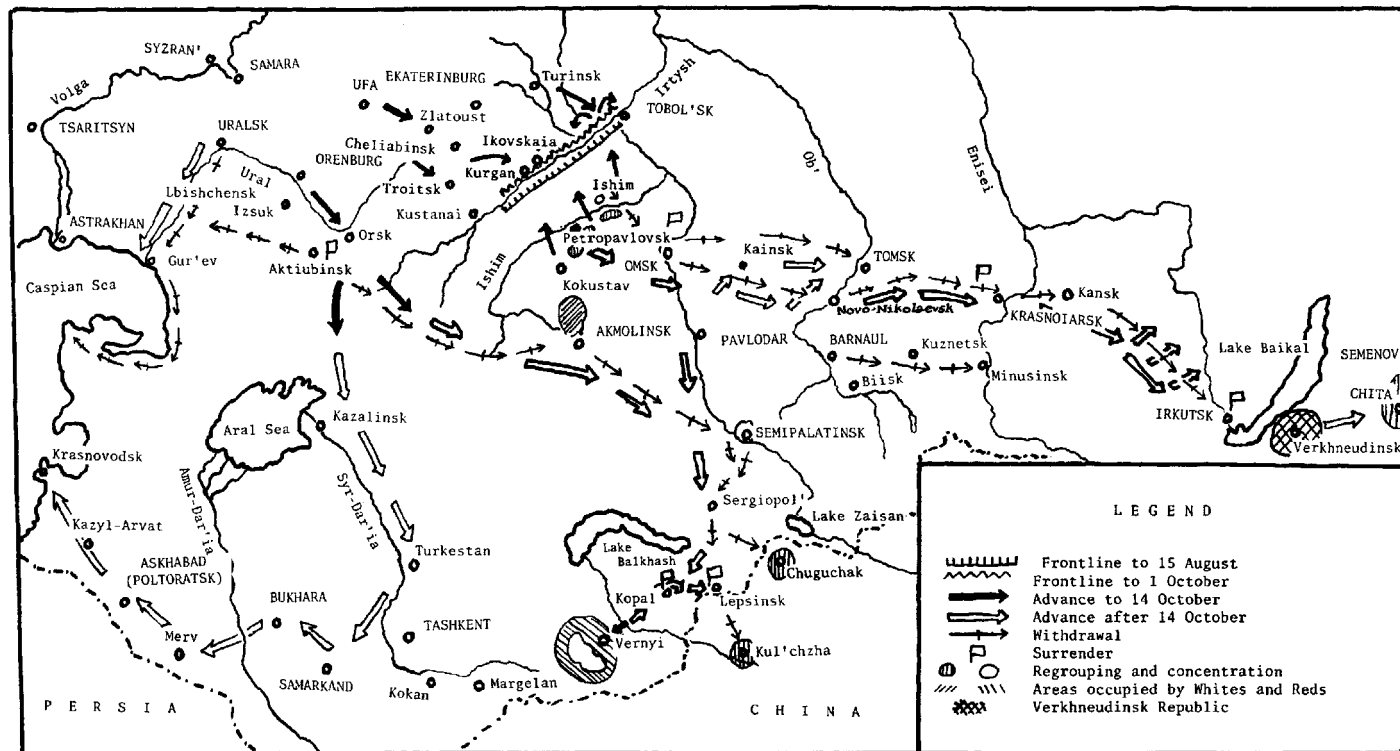 SYZRAN'
SAMARA
Volga
TSARITSYN
UFA
EKATERINBURG
Turinsk
Irtysh
TOBOL'SK
Zlatoust
URALSK
Cheliabinsk
Ikovskaia
ORENBURG
Kurgan
Ural
Troitsk
Ob'
Enisei
Lbishchensk
Izsuk
Kustanai
Ishim
ASTRAKHAN
Orsk
Gur'ev
Aktiubinsk
Petropavlovsk
OMSK
Kainsk
TOMSK
Ishim
Caspian Sea
Kokustav
Novo-Nikolaevsk
KRASNOIARSK
Kansk
AKMOLINSK
PAVLODAR
BARNAUL
Kuznetsk
Biisk
Minusinsk
Lake Baikal
SEMENOV
CHITA
IRKUTSK
Verkhneudinsk
Aral Sea
Kazalinsk
SEMIPALATINSK
Krasnovodsk
Amur-Dar'ia
Syr-Dar'ia
Sergiopol'
Lake Zaisan
Kazyl-Arvat
Turkestan
Lake
Balkhash
Chuguchak
ASKHABAD
(POLTORATSK)
BUKHARA
Kopal
Lepsinsk
Merv
TASHKENT
Vernyi
Kul'chzha
SAMARKAND
Kokan
Margelan
PERSIA
CHINA
LEGEND
Frontline to 15 August
Frontline to 1 October
Advance to 14 October
Advance after 14 October
Withdrawal
Surrender
Regrouping and concentration
Areas occupied by Whites and Reds
Verkhneudinsk Republic